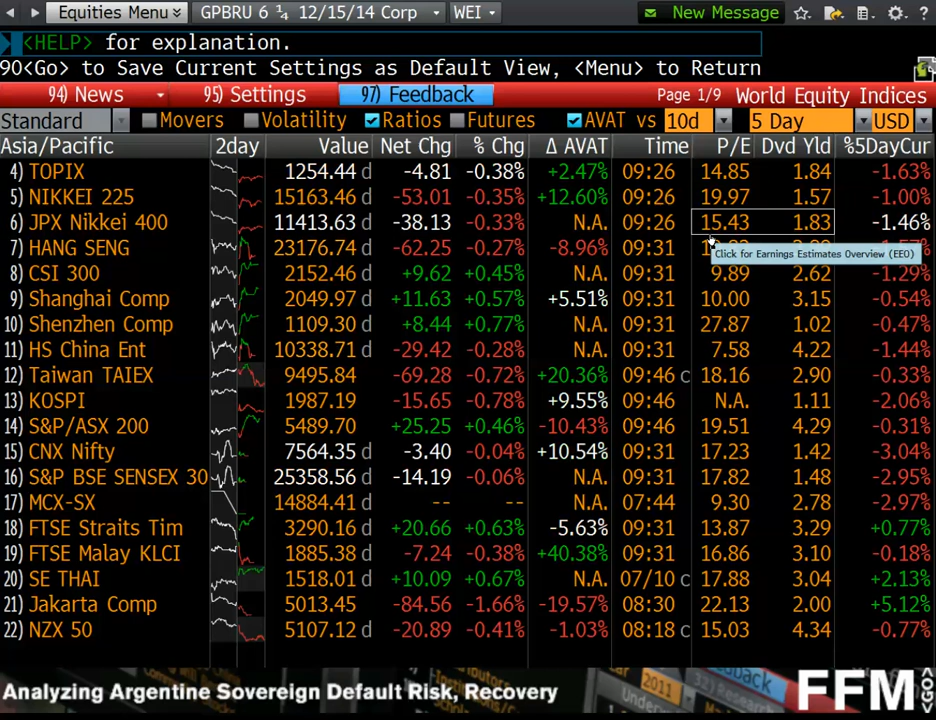 Equities Menu GPBRU 6 ¼ 12/15/14 Corp WEI New Message ?
<HELP> for explanation.
90<Go> to Save Current Settings as Default View, <Menu> to Return
94) News 95) Settings 97) Feedback Page 1/9 World Equity Indices
Standard Movers Volatility Ratios Futures AVAT vs 10d 5 Day USD
Asia/Pacific 2day Value Net Chg % Chg Δ AVAT Time P/E Dvd Yld %5DayCur
4) TOPIX 1254.44 d -4.81 -0.38% +2.47% 09:26 14.85 1.84 -1.63%
5) NIKKEI 225 15163.46 d -53.01 -0.35% +12.60% 09:26 19.97 1.57 -1.00%
6) JPX Nikkei 400 11413.63 d -38.13 -0.33% N.A. 09:26 15.43 1.83 -1.46%
7) HANG SENG 23176.74 d -62.25 -0.27% -8.96% 09:31
Click for Earnings Estimates Overview (EEO)
8) CSI 300 2152.46 d +9.62 +0.45% N.A. 09:31 9.89 2.62 -1.29%
9) Shanghai Comp 2049.97 d +11.63 +0.57% +5.51% 09:31 10.00 3.15 -0.54%
10) Shenzhen Comp 1109.30 d +8.44 +0.77% N.A. 09:31 27.87 1.02 -0.47%
11) HS China Ent 10338.71 d -29.42 -0.28% N.A. 09:31 7.58 4.22 -1.44%
12) Taiwan TAIEX 9495.84 -69.28 -0.72% +20.36% 09:46 c 18.16 2.90 -0.33%
13) KOSPI 1987.19 -15.65 -0.78% +9.55% 09:46 N.A. 1.11 -2.06%
14) S&P/ASX 200 5489.70 +25.25 +0.46% -10.43% 09:46 19.51 4.29 -0.31%
15) CNX Nifty 7564.35 d -3.40 -0.04% +10.54% 09:31 17.23 1.42 -3.04%
16) S&P BSE SENSEX 30 25358.56 d -14.19 -0.06% N.A. 09:31 17.82 1.48 -2.95%
17) MCX-SX 14884.41 d -- -- N.A. 07:44 9.30 2.78 -2.97%
18) FTSE Straits Tim 3290.16 d +20.66 +0.63% -5.63% 09:31 13.87 3.29 +0.77%
19) FTSE Malay KLCI 1885.38 d -7.24 -0.38% +40.38% 09:31 16.86 3.10 -0.18%
20) SE THAI 1518.01 d +10.09 +0.67% N.A. 07/10 c 17.88 3.04 +2.13%
21) Jakarta Comp 5013.45 -84.56 -1.66% -19.57% 08:30 22.13 2.00 +5.12%
22) NZX 50 5107.12 d -20.89 -0.41% -1.03% 08:18 c 15.03 4.34 -0.77%
Analyzing Argentine Sovereign Default Risk, Recovery FFM